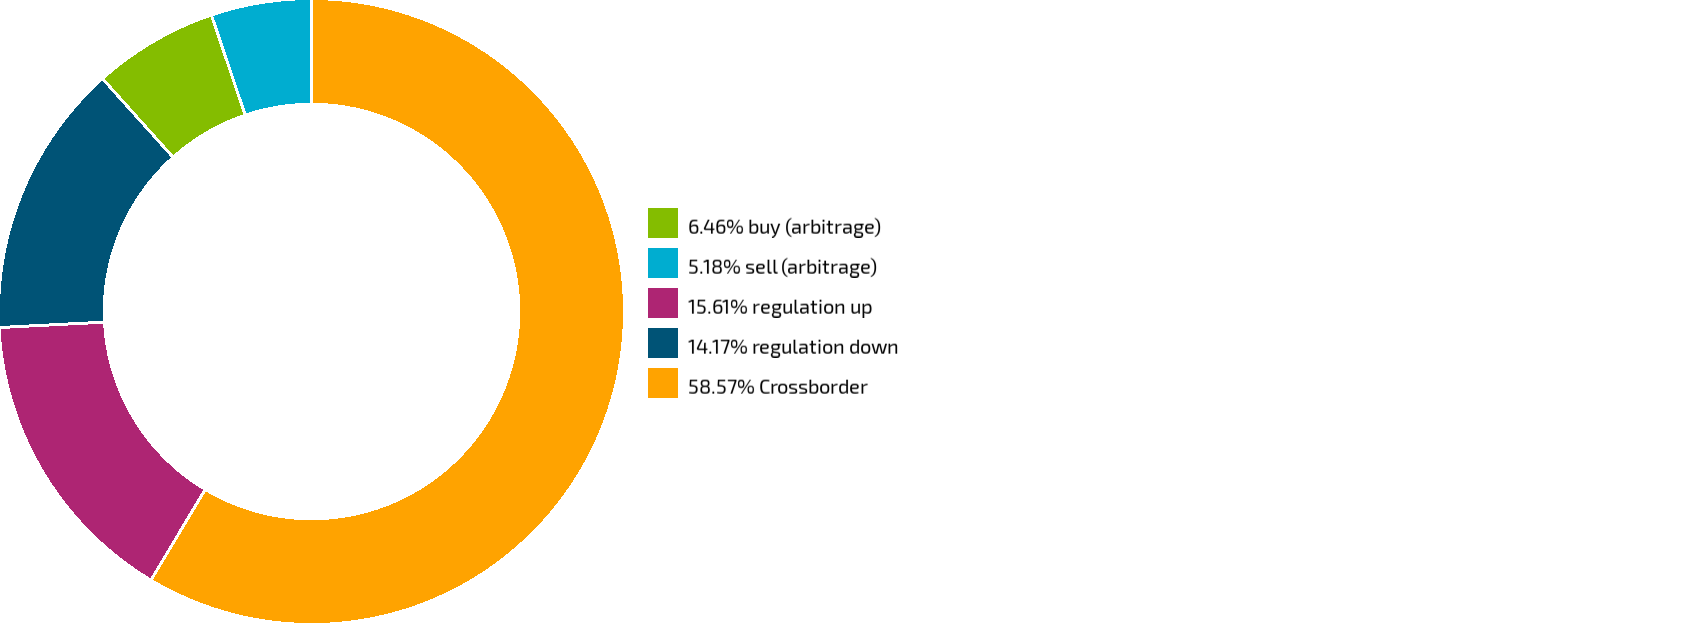 6.46% buy (arbitrage)
5.18% sell (arbitrage)
15.61% regulation up
14.17% regulation down
58.57% Crossborder